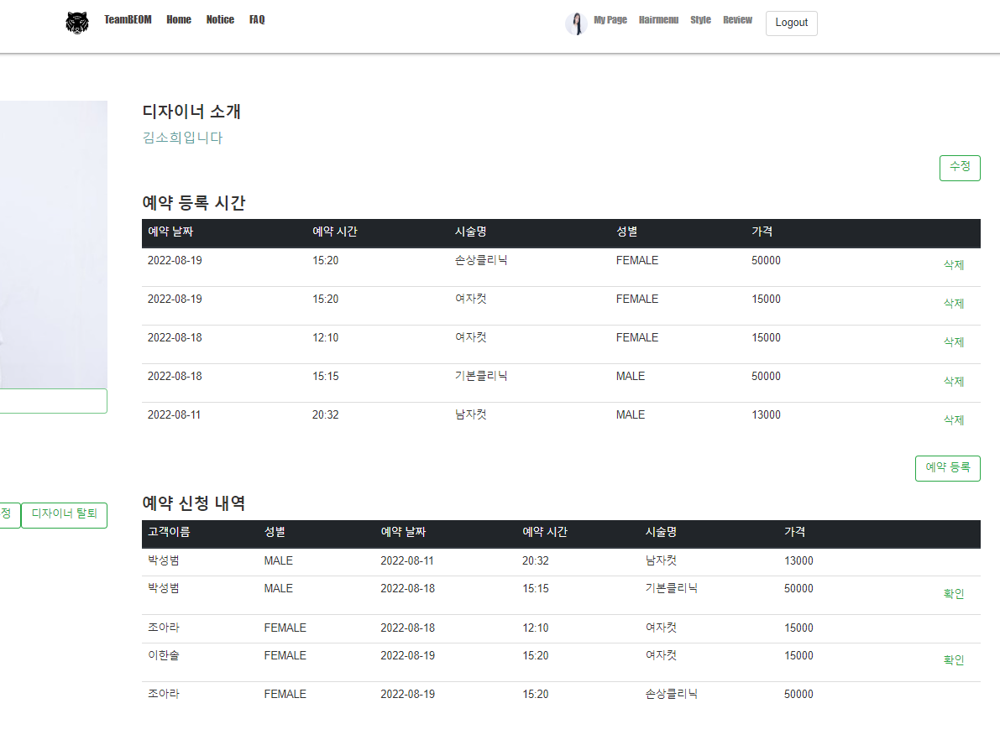 TeamBEOM Home Notice FAQ My Page Hairmenu Style Review Logout
디자이너 소개
김소희입니다
수정
예약 등록 시간
예약 날짜 예약 시간 시술명 성별 가격
2022-08-19 15:20 손상클리닉 FEMALE 50000 삭제
2022-08-19 15:20 여자컷 FEMALE 15000 삭제
2022-08-18 12:10 여자컷 FEMALE 15000 삭제
2022-08-18 15:15 기본클리닉 MALE 50000 삭제
2022-08-11 20:32 남자컷 MALE 13000 삭제
예약 등록
예약 신청 내역
정 디자이너 탈퇴
고객이름 성별 예약 날짜 예약 시간 시술명 가격
박성범 MALE 2022-08-11 20:32 남자컷 13000
박성범 MALE 2022-08-18 15:15 기본클리닉 50000 확인
조아라 FEMALE 2022-08-18 12:10 여자컷 15000
이한솔 FEMALE 2022-08-19 15:20 여자컷 15000 확인
조아라 FEMALE 2022-08-19 15:20 손상클리닉 50000